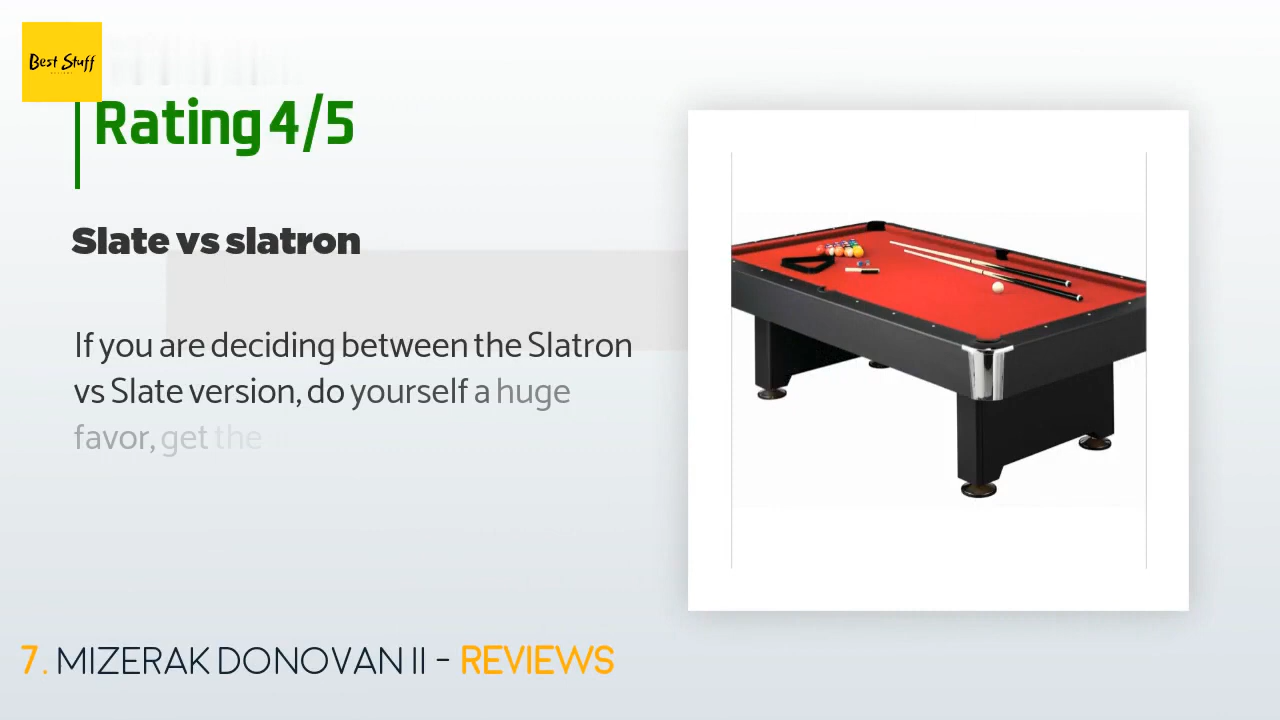 Best Stuff
Rating 4/5
Slate vs slatron
If you are deciding between the Slatron
vs Slate version, do yourself a huge
favor, get the
7. MIZERAK DONOVAN II - REVIEWS